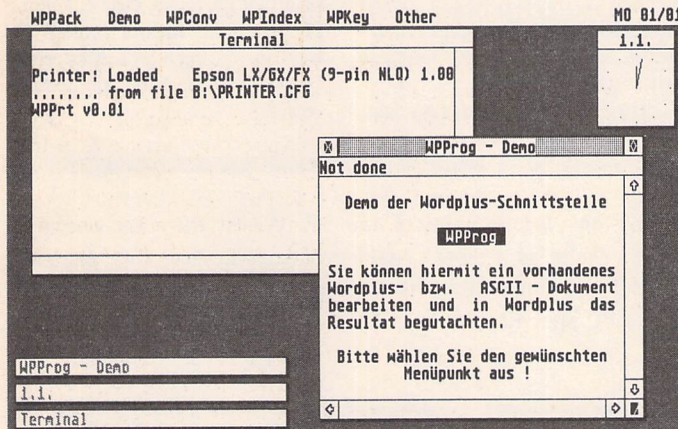 WPPack Demo WPConv WPIndex WPKey Other MO 01/01
Terminal
1.1.
Printer: Loaded Epson LX/GX/FX (9-pin NLQ) 1.00
........ from file B:\PRINTER.CFG
WPPrt v0.01
WPProg - Demo
Not done
Demo der Wordplus-Schnittstelle
WPProg
Sie können hiermit ein vorhandenes
Wordplus- bzw. ASCII - Dokument
bearbeiten und in Wordplus das
Resultat begutachten.
Bitte wählen Sie den gewünschten
Menüpunkt aus !
WPProg - Demo
1.1.
Terminal